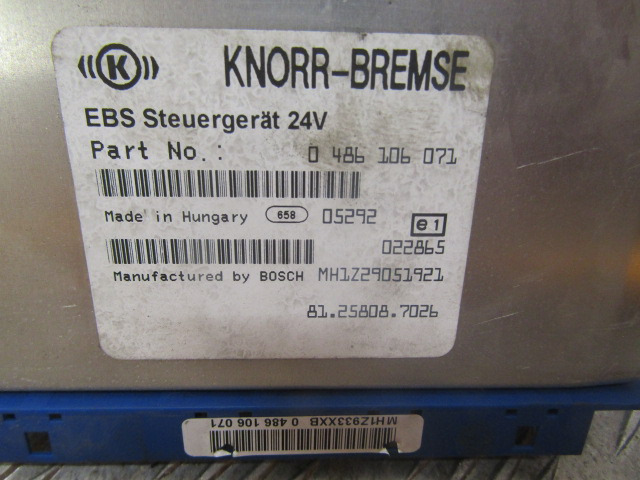 K KNORR-BREMSE
EBS Steuergerät 24V
Part No.: 0 486 106 071
Made in Hungary 658 05292 e1
022865
Manufactured by BOSCH MH1Z29051921
81.25808.7026
MH1Z933XXB 0 486 106 071